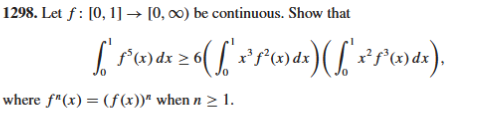 1298. Let f : [0, 1] → [0, ∞) be continuous. Show that
∫₀¹ f⁵(x) dx ≥ 6(∫₀¹ x³ f²(x) dx)(∫₀¹ x² f³(x) dx),
where fⁿ(x) = (f(x))ⁿ when n ≥ 1.